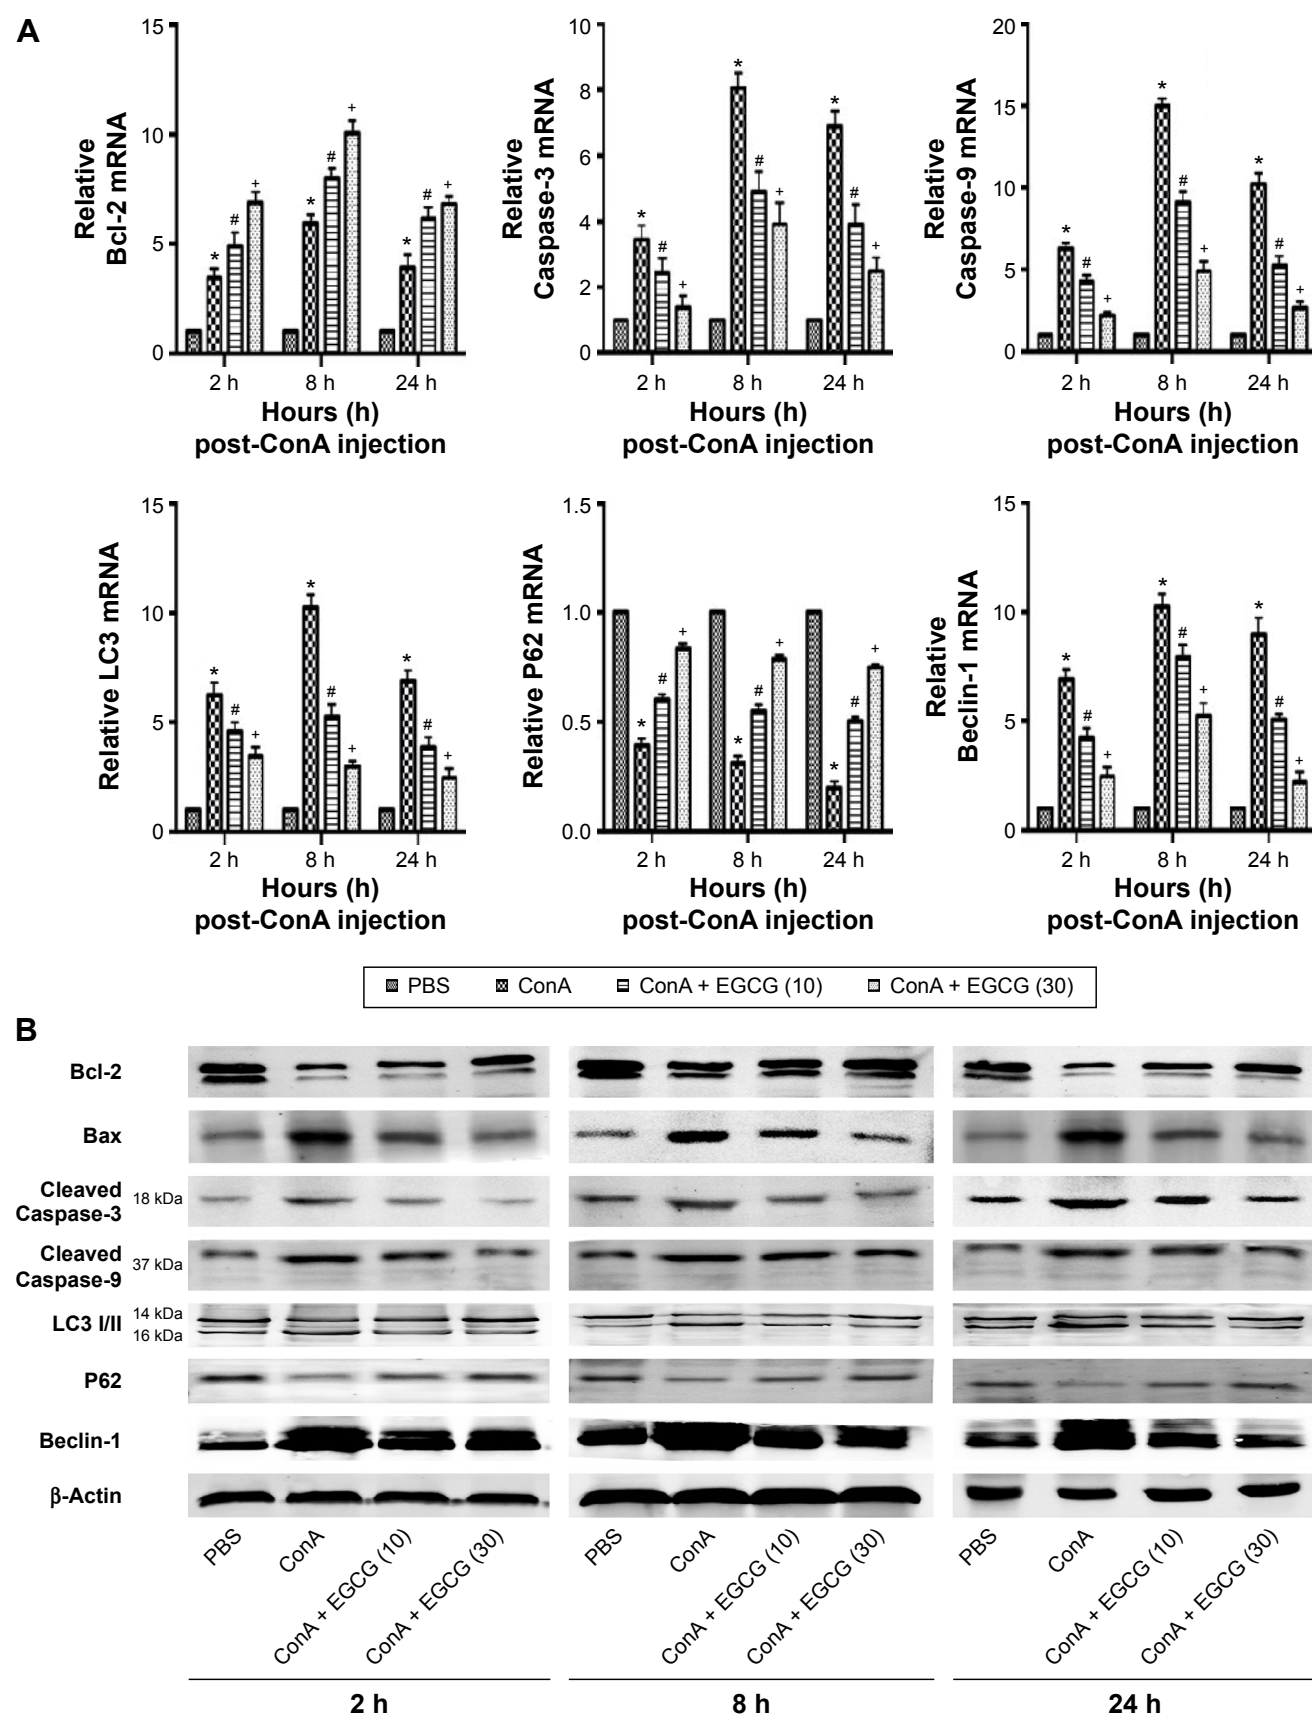 A
15
10
5
0
Relative
Bcl-2 mRNA
* # +
* # +
* # +
2 h 8 h 24 h
Hours (h)
post-ConA injection
10
8
6
4
2
0
Relative
Caspase-3 mRNA
* # +
* # +
* # +
2 h 8 h 24 h
Hours (h)
post-ConA injection
20
15
10
5
0
Relative
Caspase-9 mRNA
* # +
* # +
* # +
2 h 8 h 24 h
Hours (h)
post-ConA injection
15
10
5
0
Relative LC3 mRNA
* # +
* # +
* # +
2 h 8 h 24 h
Hours (h)
post-ConA injection
1.5
1.0
0.5
0.0
Relative P62 mRNA
* # +
* # +
* # +
2 h 8 h 24 h
Hours (h)
post-ConA injection
15
10
5
0
Relative
Beclin-1 mRNA
* # +
* # +
* # +
2 h 8 h 24 h
Hours (h)
post-ConA injection
PBS ConA ConA + EGCG (10) ConA + EGCG (30)
B
Bcl-2
Bax
Cleaved
Caspase-3
18 kDa
Cleaved
Caspase-9
37 kDa
LC3 I/II
14 kDa
16 kDa
P62
Beclin-1
β-Actin
PBS
ConA
ConA + EGCG (10)
ConA + EGCG (30)
PBS
ConA
ConA + EGCG (10)
ConA + EGCG (30)
PBS
ConA
ConA + EGCG (10)
ConA + EGCG (30)
2 h 8 h 24 h